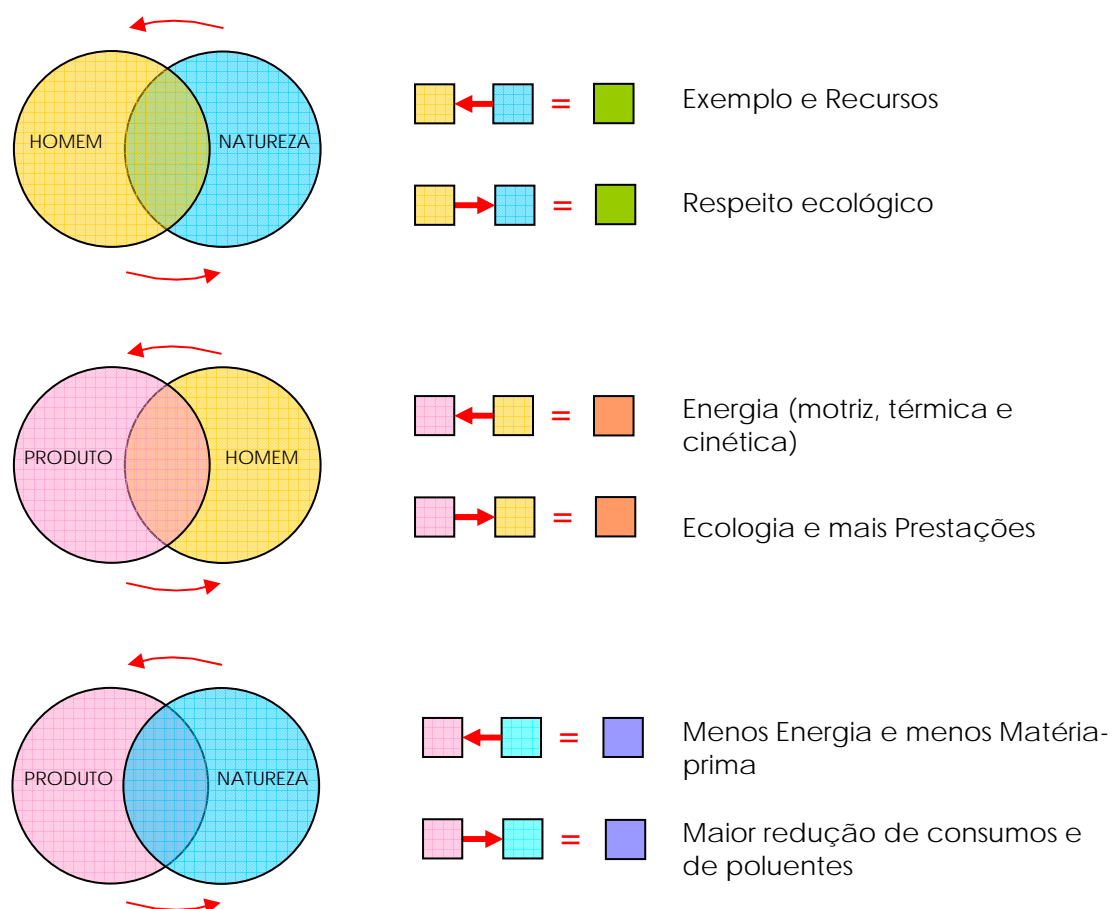 HOMEM
NATUREZA
=
Exemplo e Recursos
=
Respeito ecológico
PRODUTO
HOMEM
=
Energia (motriz, térmica e
cinética)
=
Ecologia e mais Prestações
PRODUTO
NATUREZA
=
Menos Energia e menos Matéria-
prima
=
Maior redução de consumos e
de poluentes